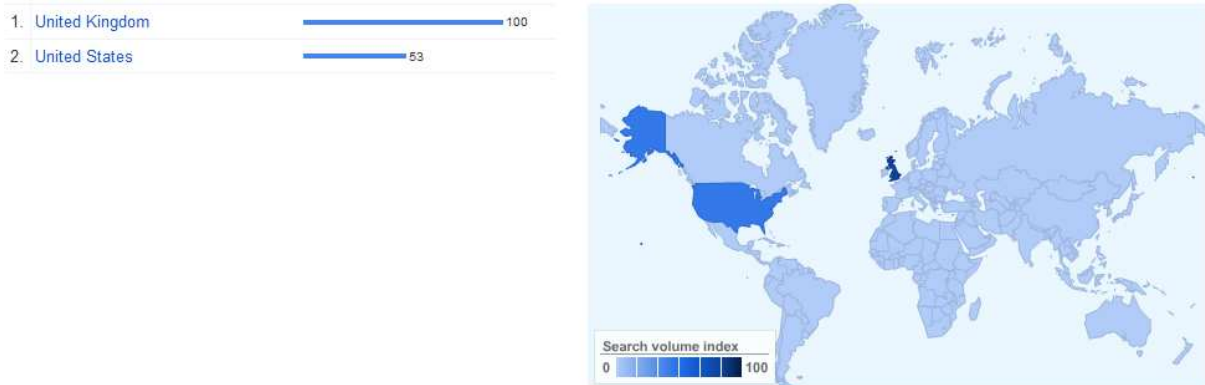 1. United Kingdom 100
2. United States 53
Search volume index
0 100